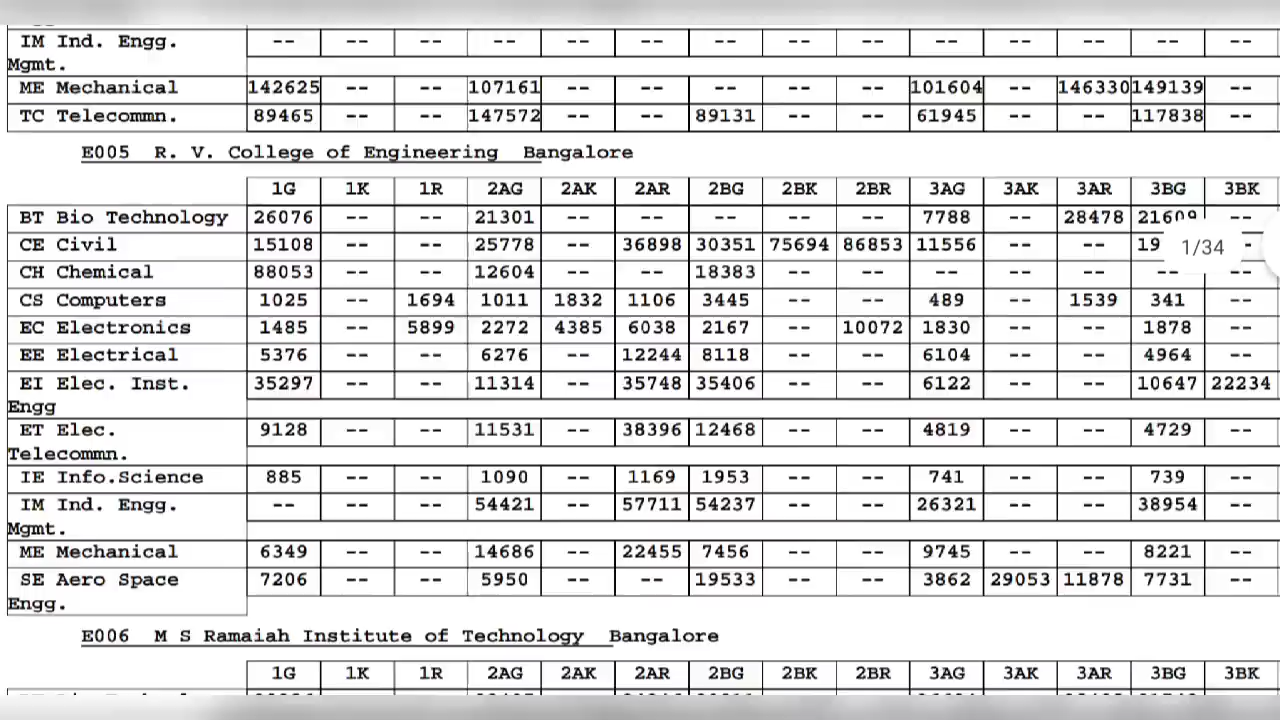 IM Ind. Engg. -- -- -- -- -- -- -- -- -- -- -- -- -- --
Mgmt.
ME Mechanical 142625 -- -- 107161 -- -- -- -- -- 101604 -- 146330 149139 --
TC Telecommn. 89465 -- -- 147572 -- -- 89131 -- -- 61945 -- -- 117838 --
E005 R. V. College of Engineering Bangalore
1G 1K 1R 2AG 2AK 2AR 2BG 2BK 2BR 3AG 3AK 3AR 3BG 3BK
BT Bio Technology 26076 -- -- 21301 -- -- -- -- -- 7788 -- 28478 21609 --
CE Civil 15108 -- -- 25778 -- 36898 30351 75694 86853 11556 -- -- 19
1/34
CH Chemical 88053 -- -- 12604 -- -- 18383 -- -- -- -- -- -- --
CS Computers 1025 -- 1694 1011 1832 1106 3445 -- -- 489 -- 1539 341 --
EC Electronics 1485 -- 5899 2272 4385 6038 2167 -- 10072 1830 -- -- 1878 --
EE Electrical 5376 -- -- 6276 -- 12244 8118 -- -- 6104 -- -- 4964 --
EI Elec. Inst. 35297 -- -- 11314 -- 35748 35406 -- -- 6122 -- -- 10647 22234
Engg
ET Elec. 9128 -- -- 11531 -- 38396 12468 -- -- 4819 -- -- 4729 --
Telecommn.
IE Info.Science 885 -- -- 1090 -- 1169 1953 -- -- 741 -- -- 739 --
IM Ind. Engg. -- -- -- 54421 -- 57711 54237 -- -- 26321 -- -- 38954 --
Mgmt.
ME Mechanical 6349 -- -- 14686 -- 22455 7456 -- -- 9745 -- -- 8221 --
SE Aero Space 7206 -- -- 5950 -- -- 19533 -- -- 3862 29053 11878 7731 --
Engg.
E006 M S Ramaiah Institute of Technology Bangalore
1G 1K 1R 2AG 2AK 2AR 2BG 2BK 2BR 3AG 3AK 3AR 3BG 3BK